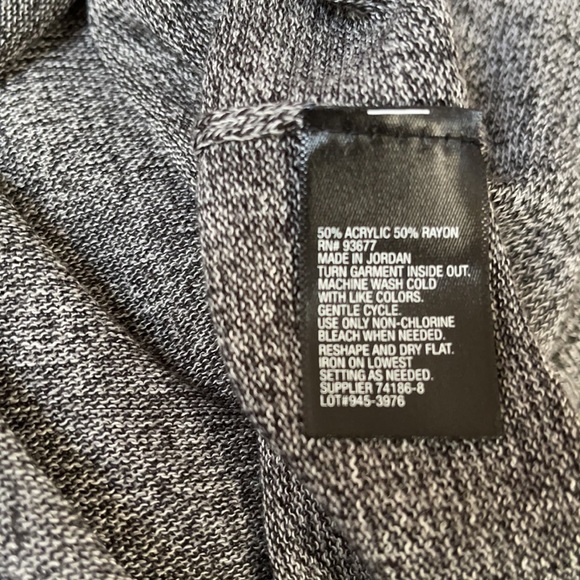 50% ACRYLIC 50% RAYON
RN# 93677
MADE IN JORDAN
TURN GARMENT INSIDE OUT.
MACHINE WASH COLD
WITH LIKE COLORS.
GENTLE CYCLE.
USE ONLY NON-CHLORINE
BLEACH WHEN NEEDED.
RESHAPE AND DRY FLAT.
IRON ON LOWEST
SETTING AS NEEDED.
SUPPLIER 74186-8
LOT#945-3976